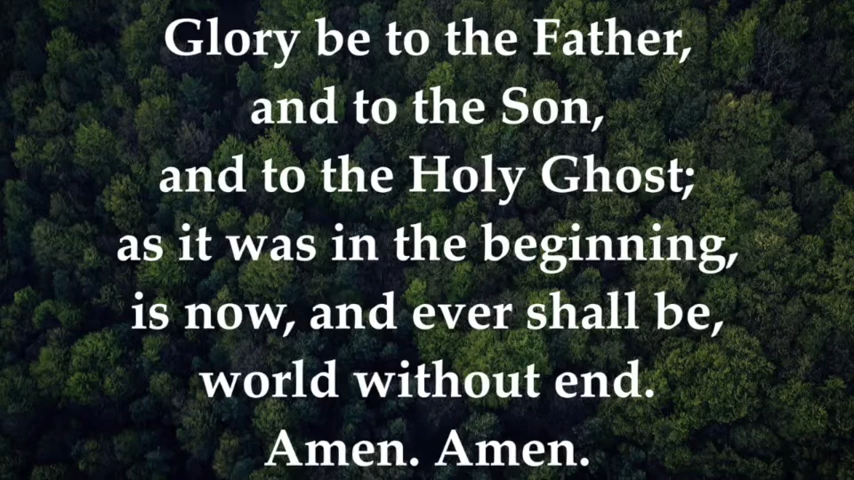 Glory be to the Father,
and to the Son,
and to the Holy Ghost;
as it was in the beginning,
is now, and ever shall be,
world without end.
Amen. Amen.